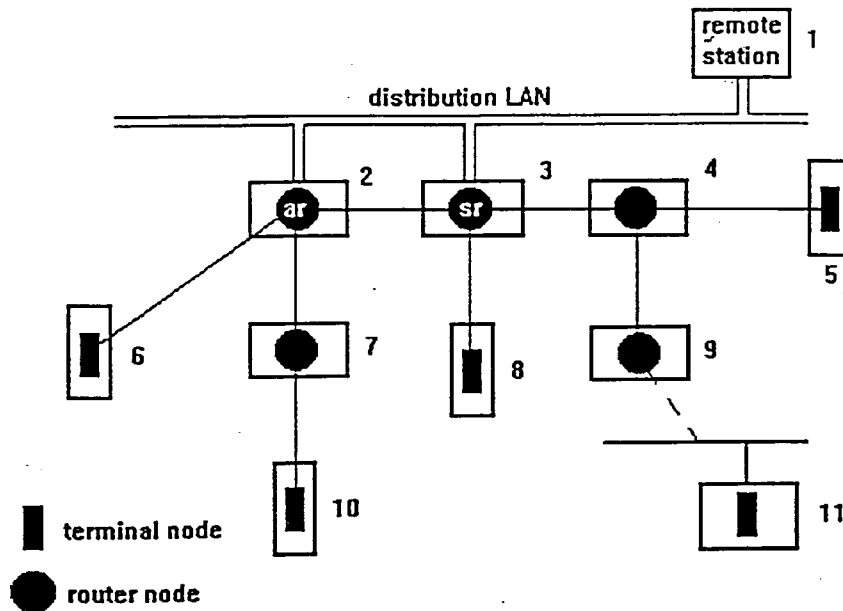 remote
station
1
distribution LAN
2
3
4
ar
sr
5
6
7
8
9
10
11
terminal node
router node